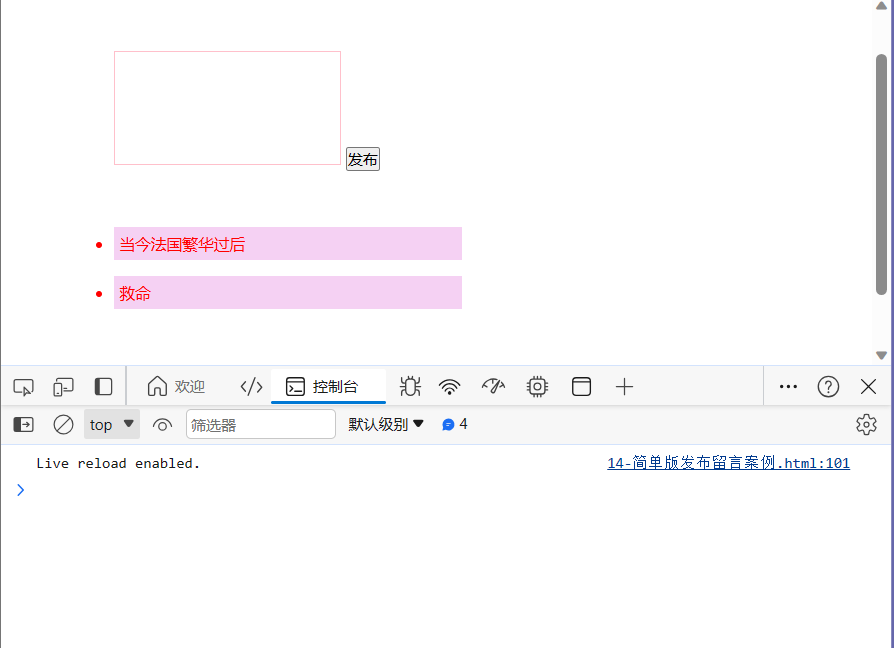 发布
当今法国繁华过后
救命
欢迎
控制台
top
筛选器
默认级别
4
Live reload enabled.
14-简单版发布留言案例.html:101